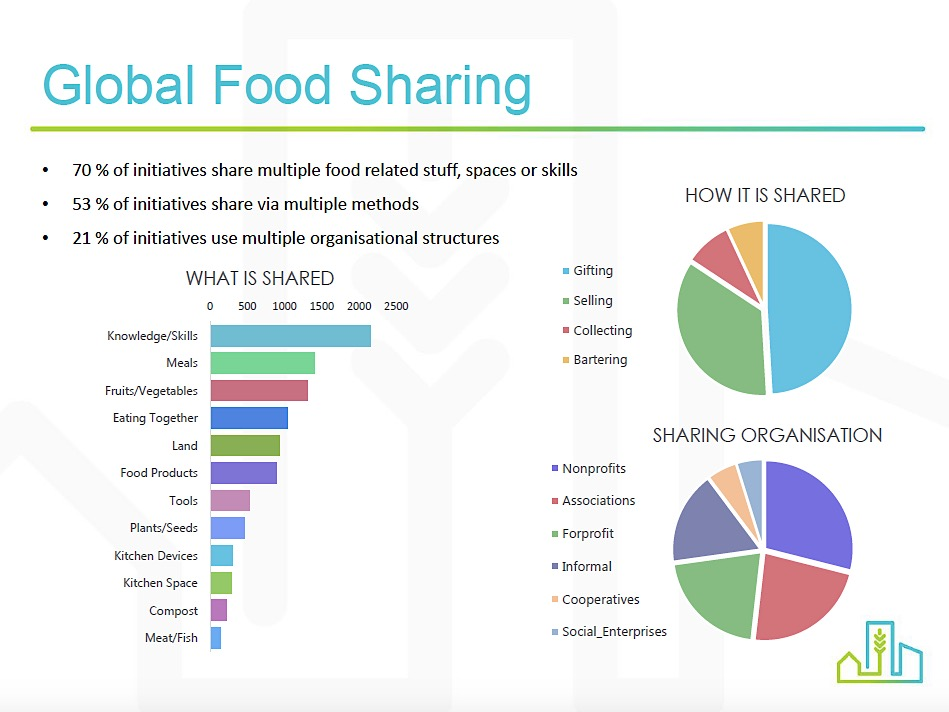 Global Food Sharing
• 70 % of initiatives share multiple food related stuff, spaces or skills
• 53 % of initiatives share via multiple methods
• 21 % of initiatives use multiple organisational structures
WHAT IS SHARED
0 500 1000 1500 2000 2500
Knowledge/Skills
Meals
Fruits/Vegetables
Eating Together
Land
Food Products
Tools
Plants/Seeds
Kitchen Devices
Kitchen Space
Compost
Meat/Fish
HOW IT IS SHARED
Gifting
Selling
Collecting
Bartering
SHARING ORGANISATION
Nonprofits
Associations
Forprofit
Informal
Cooperatives
Social_Enterprises